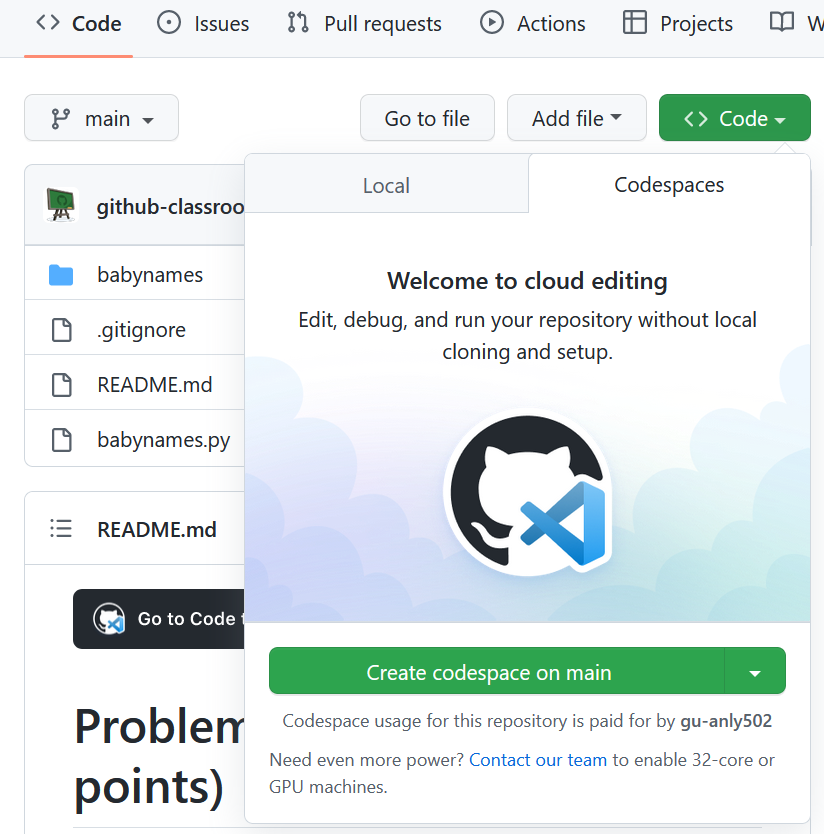 Code Issues Pull requests Actions Projects W
main Go to file Add file Code
Local Codespaces
github-classroo
babynames
.gitignore
README.md
babynames.py
Welcome to cloud editing
Edit, debug, and run your repository without local
cloning and setup.
README.md
Go to Code
Problem
points)
Create codespace on main
Codespace usage for this repository is paid for by gu-anly502
Need even more power? Contact our team to enable 32-core or
GPU machines.